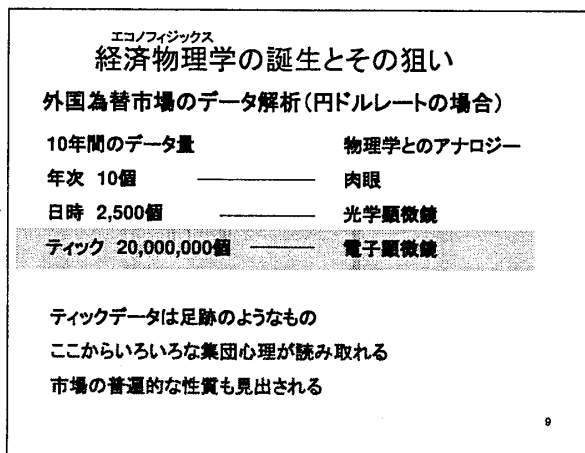 エコノフィジックス
経済物理学の誕生とその狙い
外国為替市場のデータ解析(円ドルレートの場合)
10年間のデータ量 物理学とのアナロジー
年次 10個 ――― 肉眼
日時 2,500個 ――― 光学顕微鏡
ティック 20,000,000個 ――― 電子顕微鏡
ティックデータは足跡のようなもの
ここからいろいろな集団心理が読み取れる
市場の普遍的な性質も見出される
9